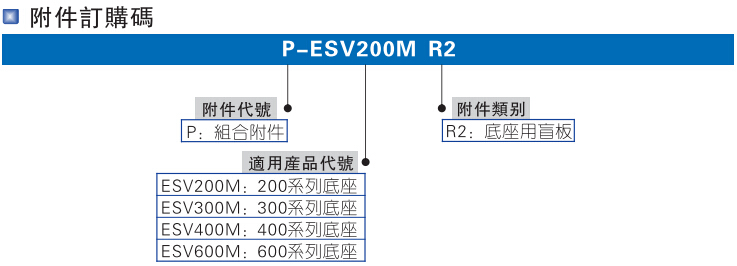 附件訂購碼
P-ESV200M R2
附件代號
P：組合附件
附件類别
R2：底座用盲板
適用産品代號
ESV200M：200系列底座
ESV300M：300系列底座
ESV400M：400系列底座
ESV600M：600系列底座